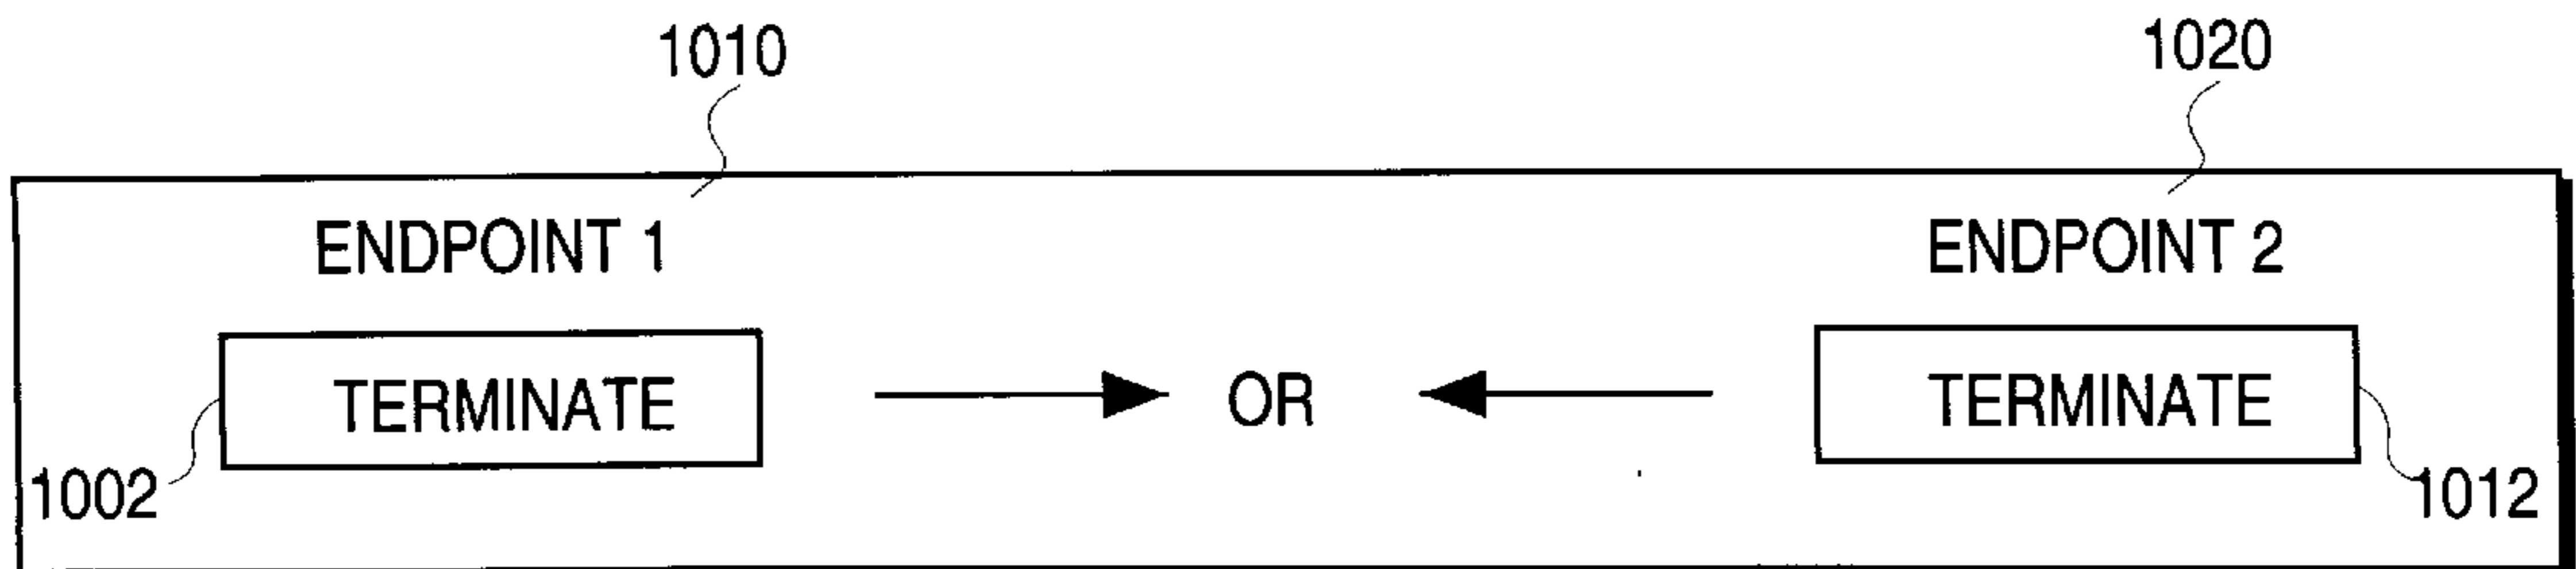 1010 1020
ENDPOINT 1 ENDPOINT 2
TERMINATE OR TERMINATE
1002 1012